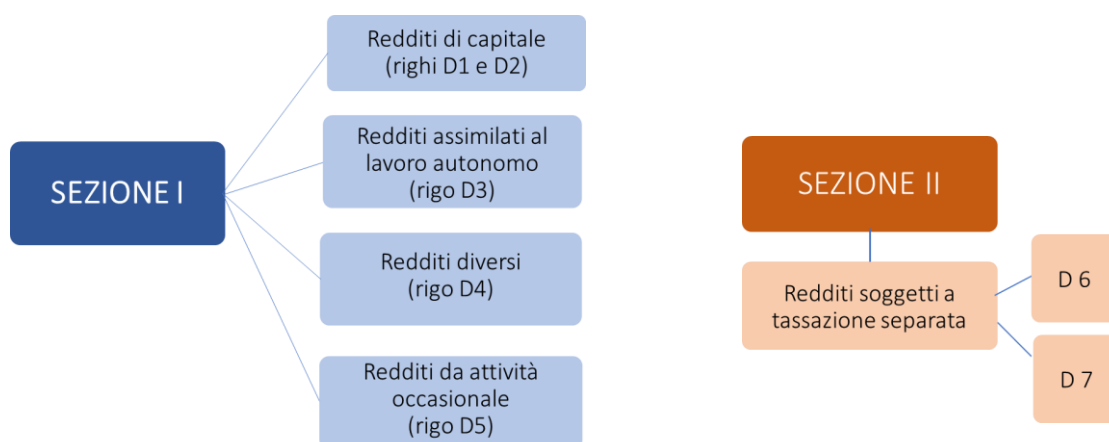 SEZIONE I
Redditi di capitale
(righi D1 e D2)
Redditi assimilati al
lavoro autonomo
(rigo D3)
Redditi diversi
(rigo D4)
Redditi da attività
occasionale
(rigo D5)
SEZIONE II
Redditi soggetti a
tassazione separata
D 6
D 7